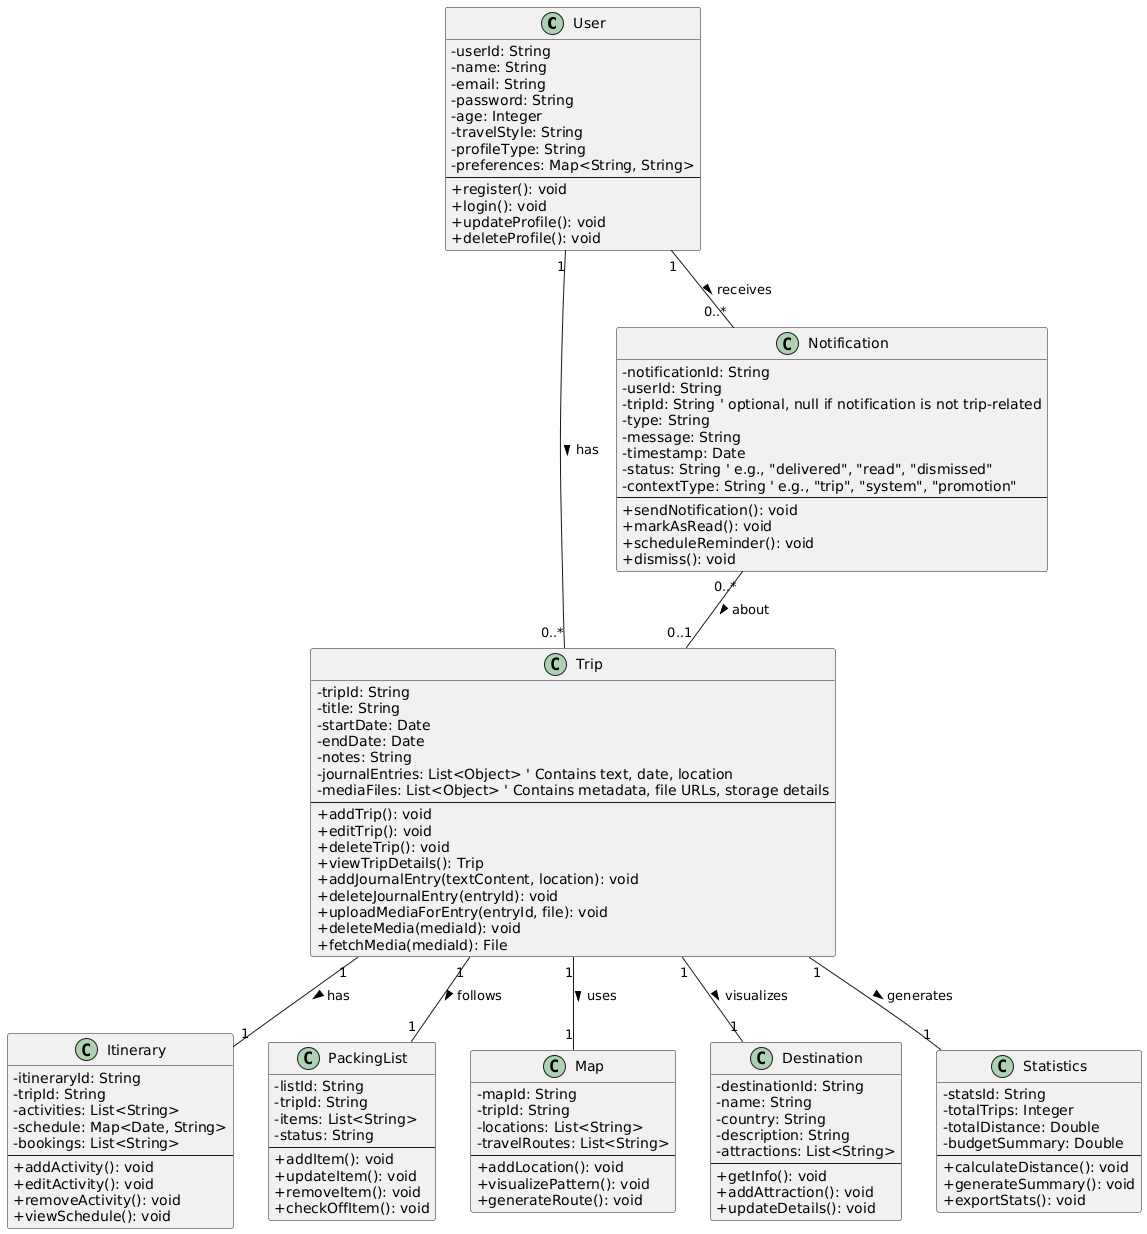 C User
-userId: String
-name: String
-email: String
-password: String
-age: Integer
-travelStyle: String
-profileType: String
-preferences: Map<String, String>
+register(): void
+login(): void
+updateProfile(): void
+deleteProfile(): void
1
1
receives
0..*
C Notification
-notificationId: String
-userId: String
-tripId: String ' optional, null if notification is not trip-related
-type: String
-message: String
-timestamp: Date
-status: String ' e.g., "delivered", "read", "dismissed"
-contextType: String ' e.g., "trip", "system", "promotion"
+sendNotification(): void
+markAsRead(): void
+scheduleReminder(): void
+dismiss(): void
has
0..*
about
0..*
0..1
C Trip
-tripId: String
-title: String
-startDate: Date
-endDate: Date
-notes: String
-journalEntries: List<Object> ' Contains text, date, location
-mediaFiles: List<Object> ' Contains metadata, file URLs, storage details
+addTrip(): void
+editTrip(): void
+deleteTrip(): void
+viewTripDetails(): Trip
+addJournalEntry(textContent, location): void
+deleteJournalEntry(entryId): void
+uploadMediaForEntry(entryId, file): void
+deleteMedia(mediaId): void
+fetchMedia(mediaId): File
1
has
1
1
follows
1
1
uses
1
1
visualizes
1
1
generates
1
C Itinerary
-itineraryId: String
-tripId: String
-activities: List<String>
-schedule: Map<Date, String>
-bookings: List<String>
+addActivity(): void
+editActivity(): void
+removeActivity(): void
+viewSchedule(): void
C PackingList
-listId: String
-tripId: String
-items: List<String>
-status: String
+addItem(): void
+updateItem(): void
+removeItem(): void
+checkOffItem(): void
C Map
-mapId: String
-tripId: String
-locations: List<String>
-travelRoutes: List<String>
+addLocation(): void
+visualizePattern(): void
+generateRoute(): void
C Destination
-destinationId: String
-name: String
-country: String
-description: String
-attractions: List<String>
+getInfo(): void
+addAttraction(): void
+updateDetails(): void
C Statistics
-statsId: String
-totalTrips: Integer
-totalDistance: Double
-budgetSummary: Double
+calculateDistance(): void
+generateSummary(): void
+exportStats(): void